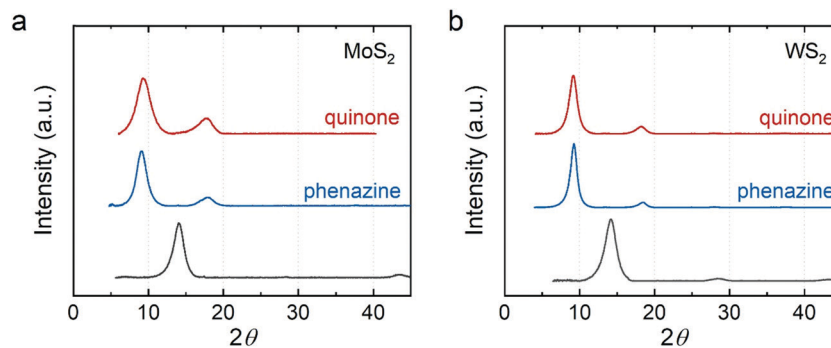 a
MoS₂
quinone
phenazine
Intensity (a.u.)
0 10 20 30 40
2θ
b
WS₂
quinone
phenazine
Intensity (a.u.)
0 10 20 30 40
2θ